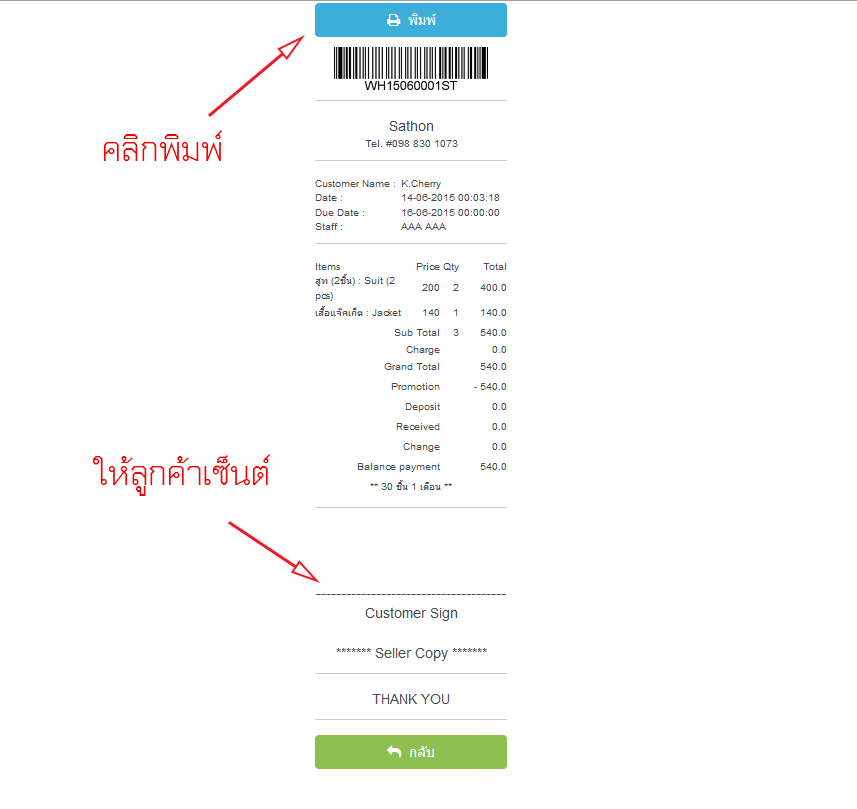 พิมพ์
WH15060001ST
คลิกพิมพ์
Sathon
Tel. #098 830 1073
Customer Name : K.Cherry
Date : 14-06-2015 00:03:18
Due Date : 16-06-2015 00:00:00
Staff : AAA AAA
Items Price Qty Total
สูท (2ชิ้น) : Suit (2 pcs) 200 2 400.0
เสื้อแจ๊คเก็ต : Jacket 140 1 140.0
Sub Total 3 540.0
Charge 0.0
Grand Total 540.0
Promotion - 540.0
Deposit 0.0
Received 0.0
Change 0.0
Balance payment 540.0
** 30 ชิ้น 1 เดือน **
ให้ลูกค้าเซ็นต์
Customer Sign
******* Seller Copy *******
THANK YOU
กลับ